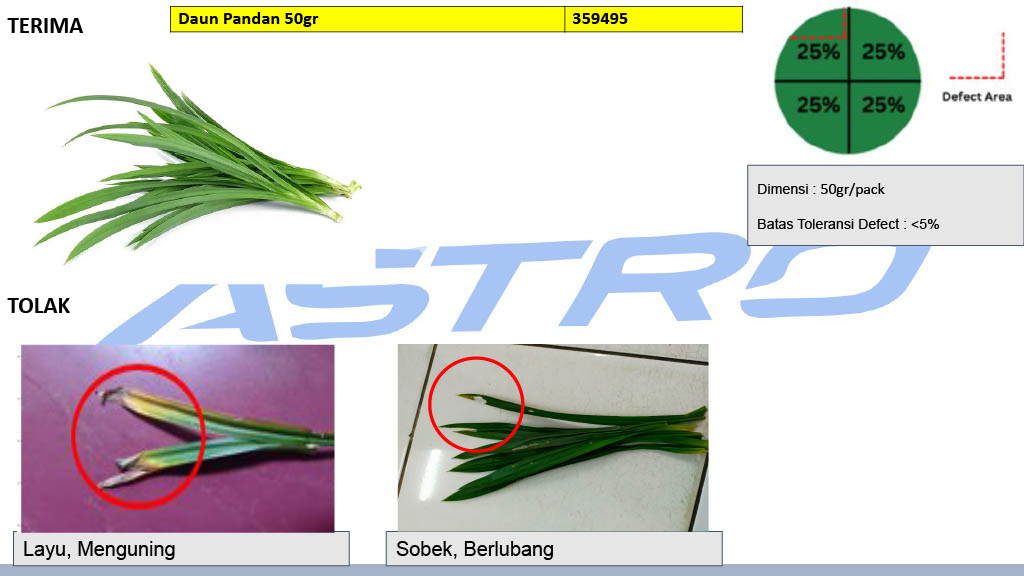 TERIMA
Daun Pandan 50gr 359495
25% 25%
25% 25%
Defect Area
Dimensi : 50gr/pack
Batas Toleransi Defect : <5%
ASTRO
TOLAK
Layu, Menguning
Sobek, Berlubang